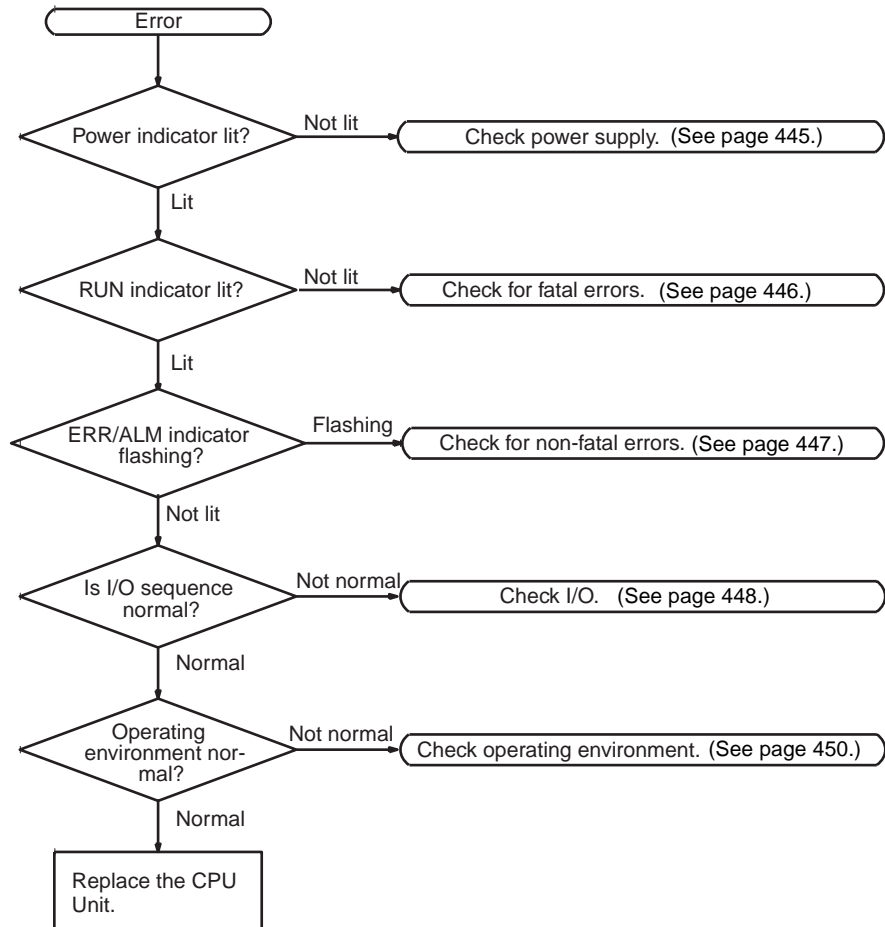 Error
Power indicator lit?
Not lit
Check power supply. (See page 445.)
Lit
RUN indicator lit?
Not lit
Check for fatal errors. (See page 446.)
Lit
ERR/ALM indicator
flashing?
Flashing
Check for non-fatal errors. (See page 447.)
Not lit
Is I/O sequence
normal?
Not normal
Check I/O. (See page 448.)
Normal
Operating
environment nor-
mal?
Not normal
Check operating environment. (See page 450.)
Normal
Replace the CPU
Unit.